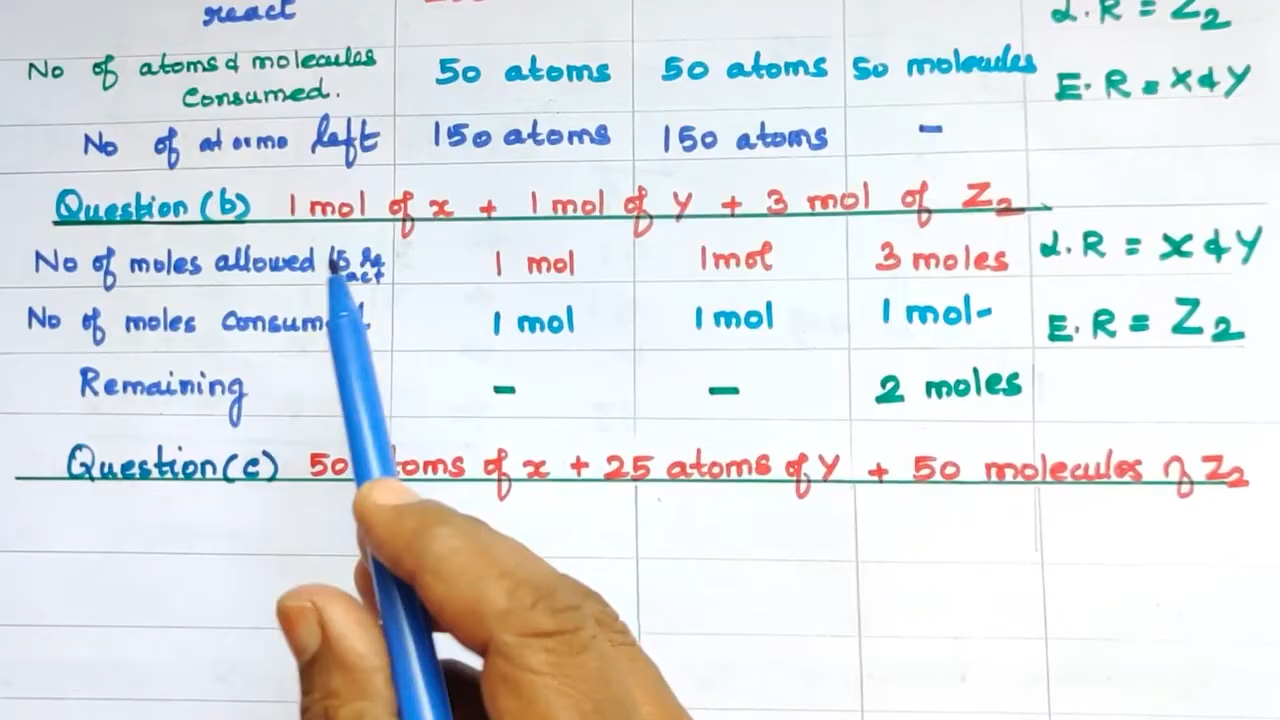 react
L.R = Z2
No of atoms & molecules consumed. 50 atoms 50 atoms 50 molecules E.R = X & Y
No of atoms left 150 atoms 150 atoms -
Question (b) 1 mol of x + 1 mol of y + 3 mol of Z2
No of moles allowed to react 1 mol 1 mol 3 moles L.R = X & Y
No of moles 1 mol 1 mol 1 mol- E.R = Z2
Remaining - - 2 moles
Question (c) 50 atoms of x + 25 atoms of y + 50 molecules of Z2